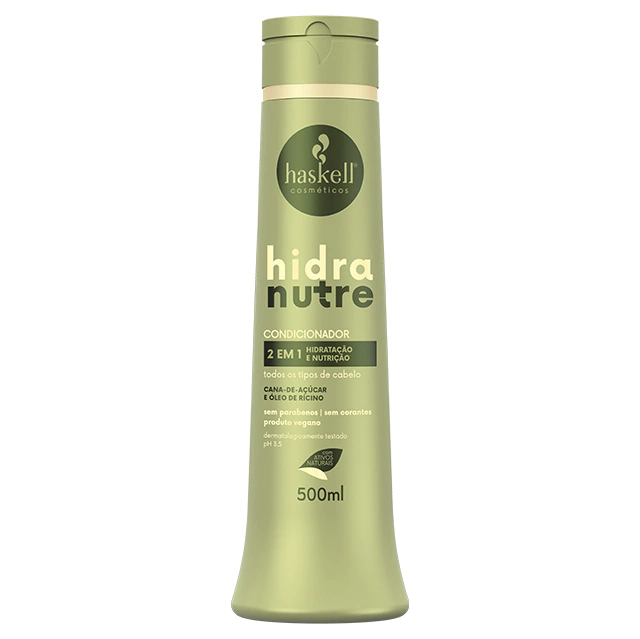 haskell®
cosméticos
hidra
nutre
CONDICIONADOR
2 EM 1 HIDRATAÇÃO
E NUTRIÇÃO
todos os tipos de cabelo
CANA-DE-AÇÚCAR
E ÓLEO DE RÍCINO
sem parabenos | sem corantes
produto vegano
dermatologicamente testado
pH 3.5
com
ATIVOS
NATURAIS
500ml